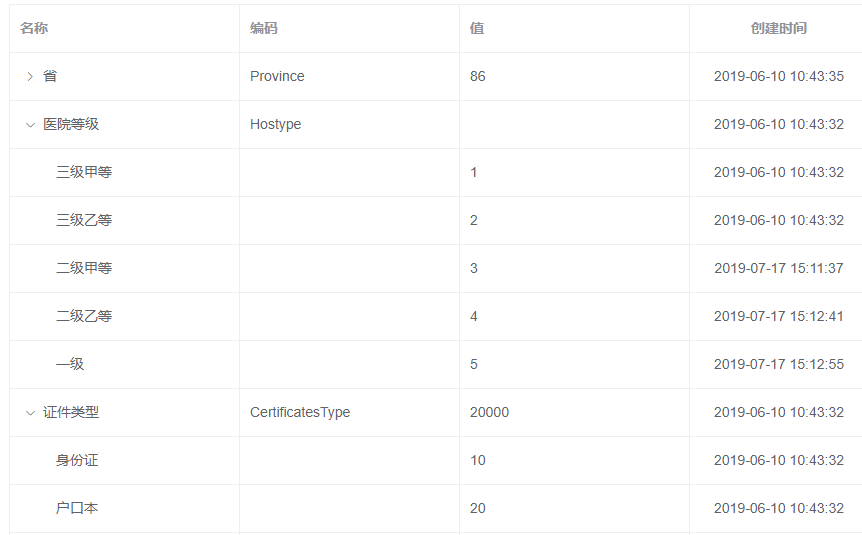 名称 编码 值 创建时间
省 Province 86 2019-06-10 10:43:35
医院等级 Hostype 2019-06-10 10:43:32
三级甲等 1 2019-06-10 10:43:32
三级乙等 2 2019-06-10 10:43:32
二级甲等 3 2019-07-17 15:11:37
二级乙等 4 2019-07-17 15:12:41
一级 5 2019-07-17 15:12:55
证件类型 CertificatesType 20000 2019-06-10 10:43:32
身份证 10 2019-06-10 10:43:32
户口本 20 2019-06-10 10:43:32